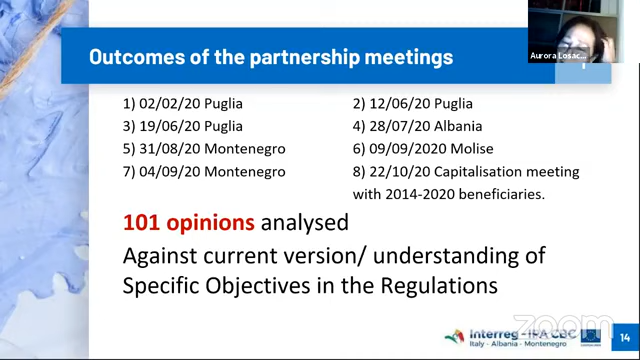 Aurora Losac...
Outcomes of the partnership meetings
1) 02/02/20 Puglia
2) 12/06/20 Puglia
3) 19/06/20 Puglia
4) 28/07/20 Albania
5) 31/08/20 Montenegro
6) 09/09/2020 Molise
7) 04/09/20 Montenegro
8) 22/10/20 Capitalisation meeting
with 2014-2020 beneficiaries.
101 opinions analysed
Against current version/ understanding of
Specific Objectives in the Regulations
zoom
Interreg - IPA CBC
Italy - Albania - Montenegro
14